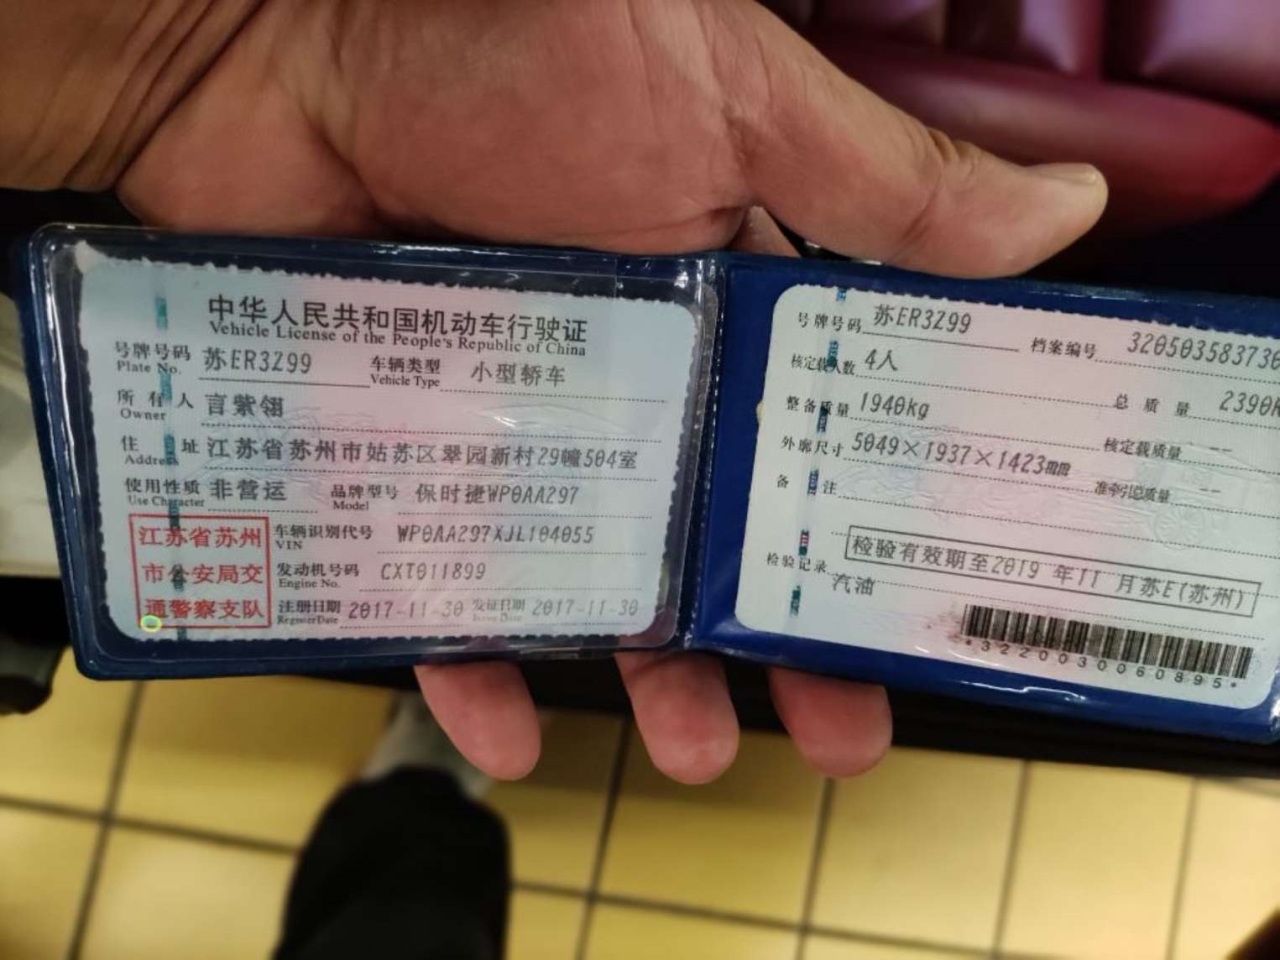 中华人民共和国机动车行驶证
Vehicle License of the People's Republic of China
号牌号码 苏ER3Z99 车辆类型 小型轿车
Plate No. Vehicle Type
所有人 言紫翎
Owner
住址 江苏省苏州市姑苏区翠园新村29幢504室
Address
使用性质 非营运 品牌型号 保时捷WP0AA297
Use Character Model
江苏省苏州
市公安局交
通警察支队
车辆识别代号 WP0AA297XJL104055
VIN
发动机号码 CXT011899
Engine No.
注册日期 2017-11-30 发证日期 2017-11-30
Register Date Issue Date
号牌号码 苏ER3Z99 档案编号 320503583736
核定载人数 4人 总质量 2390k
整备质量 1940kg 核定载质量 --
外廓尺寸 5049×1937×1423mm 准牵引总质量 --
备注
检验有效期至2019 年11 月苏E(苏州)
检验记录
汽油
*3220030060895*